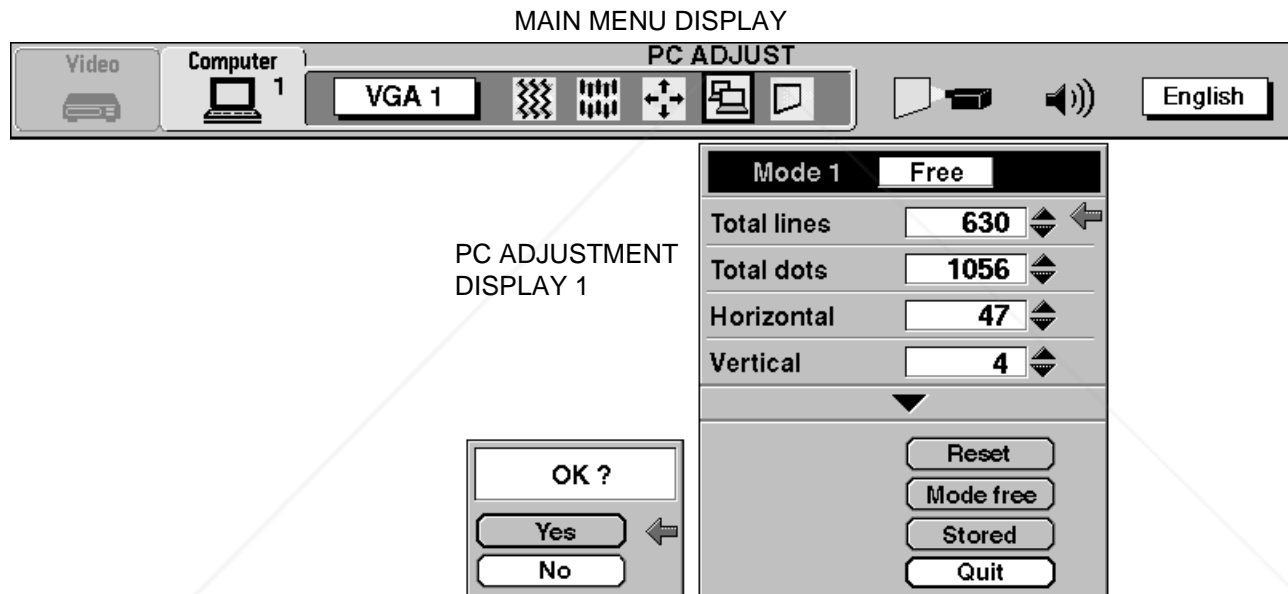 MAIN MENU DISPLAY
PC ADJUST
Video
Computer
1
VGA 1
English
Mode 1 Free
Total lines 630
PC ADJUSTMENT
DISPLAY 1
Total dots 1056
Horizontal 47
Vertical 4
Reset
Mode free
Stored
Quit
OK ?
Yes
No